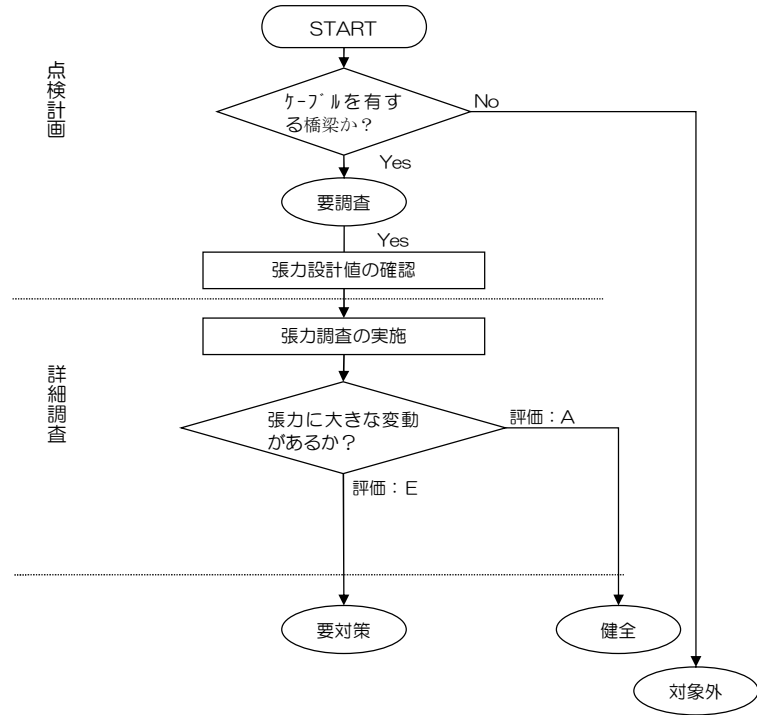 START
点検計画
ｹｰﾌﾞﾙを有す
る橋梁か？
No
Yes
要調査
Yes
張力設計値の確認
張力調査の実施
詳細調査
張力に大きな変動
があるか？
評価：A
評価：E
要対策
健全
対象外